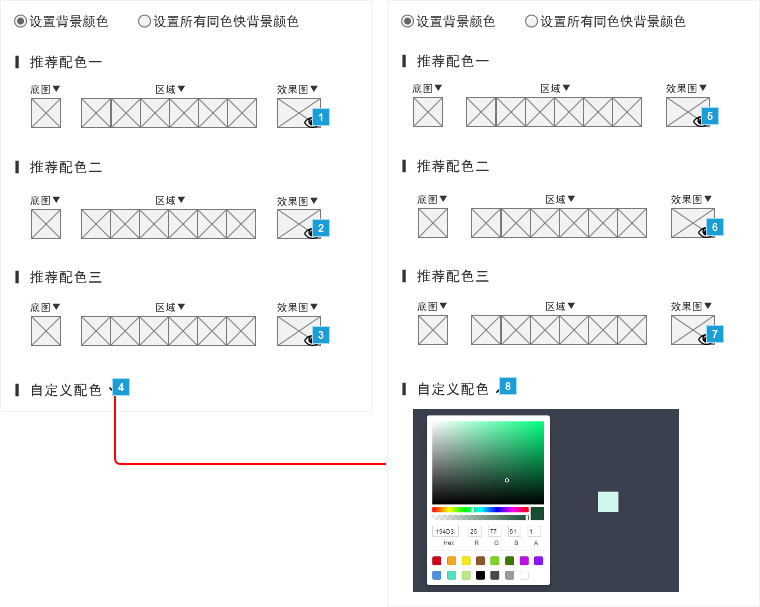 设置背景颜色 设置所有同色快背景颜色
推荐配色一
底图▼ 区域▼ 效果图▼
1
推荐配色二
底图▼ 区域▼ 效果图▼
2
推荐配色三
底图▼ 区域▼ 效果图▼
3
自定义配色 4
设置背景颜色 设置所有同色快背景颜色
推荐配色一
底图▼ 区域▼ 效果图▼
5
推荐配色二
底图▼ 区域▼ 效果图▼
6
推荐配色三
底图▼ 区域▼ 效果图▼
7
自定义配色 8
194D3 25 77 51 1
Hex R G B A